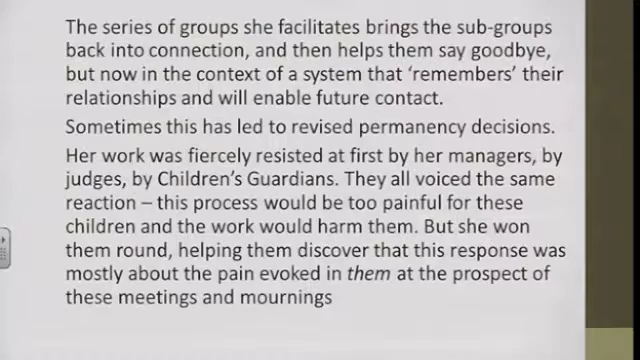 The series of groups she facilitates brings the sub-groups
back into connection, and then helps them say goodbye,
but now in the context of a system that ‘remembers’ their
relationships and will enable future contact.
Sometimes this has led to revised permanency decisions.
Her work was fiercely resisted at first by her managers, by
judges, by Children’s Guardians. They all voiced the same
reaction – this process would be too painful for these
children and the work would harm them. But she won
them round, helping them discover that this response was
mostly about the pain evoked in them at the prospect of
these meetings and mournings